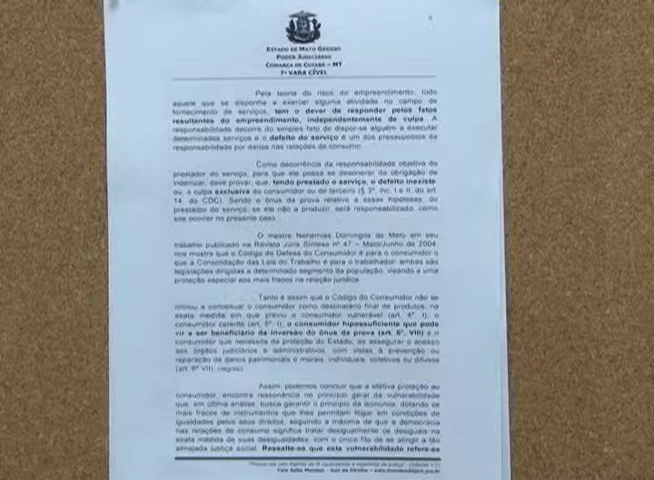 ESTADO DE MATO GROSSO
PODER JUDICIÁRIO
COMARCA DE CUIABÁ – MT
7ª VARA CÍVEL
Pela teoria do risco do empreendimento, todo
aquele que se disponha a exercer alguma atividade no campo de
fornecimento de serviços, tem o dever de responder pelos fatos
resultantes do empreendimento, independentemente de culpa. A
responsabilidade decorre do simples fato de dispor-se alguém a executar
determinados serviços e o defeito do serviço é um dos pressupostos da
responsabilidade por danos nas relações de consumo.
Como decorrência da responsabilidade objetiva do
prestador do serviço, para que ele possa se desonerar da obrigação de
indenizar, deve provar, que, tendo prestado o serviço, o defeito inexiste
ou, a culpa exclusiva do consumidor ou de terceiro (§ 3º, inc. I e II, do art.
14, do CDC). Sendo o ônus da prova relativo a essas hipóteses, do
prestador do serviço, se ele não a produzir, será responsabilizado, como
sói ocorrer no presente caso.
O mestre Nehemias Domingos de Melo em seu
trabalho publicado na Revista Juris Síntese nº 47 – Maio/Junho de 2004,
nos mostra que o Código de Defesa do Consumidor é para o consumidor o
que a Consolidação das Leis do Trabalho é para o trabalhador: ambas são
legislações dirigidas a determinado segmento da população, visando a uma
proteção especial aos mais fracos na relação jurídica.
Tanto é assim que o Código do Consumidor não se
limitou a conceituar o consumidor como destinatário final de produtos, na
exata medida em que previu o consumidor vulnerável (art. 4º, I), o
consumidor carente (art. 5º, I), o consumidor hipossuficiente que pode
vir a ser beneficiário da inversão do ônus da prova (art. 6º, VIII) e o
consumidor que necessita da proteção do Estado, ao assegurar o acesso
aos órgãos judiciários e administrativos, com vistas à prevenção ou
reparação de danos patrimoniais e morais, individuais, coletivos ou difusos
(art. 6º VII).
Assim, podemos concluir que a efetiva proteção ao
consumidor, encontra ressonância no princípio geral da vulnerabilidade
que, em última análise, busca garantir o princípio da isonomia, dotando os
mais fracos de instrumentos que lhes permitam litigar em condições de
igualdades pelos seus direitos, seguindo a máxima de que a democracia
nas relações de consumo significa tratar desigualmente os desiguais na
exata medida de suas desigualdades, com o único fito de se atingir a tão
almejada justiça social. Ressalte-se que esta vulnerabilidade refere-se